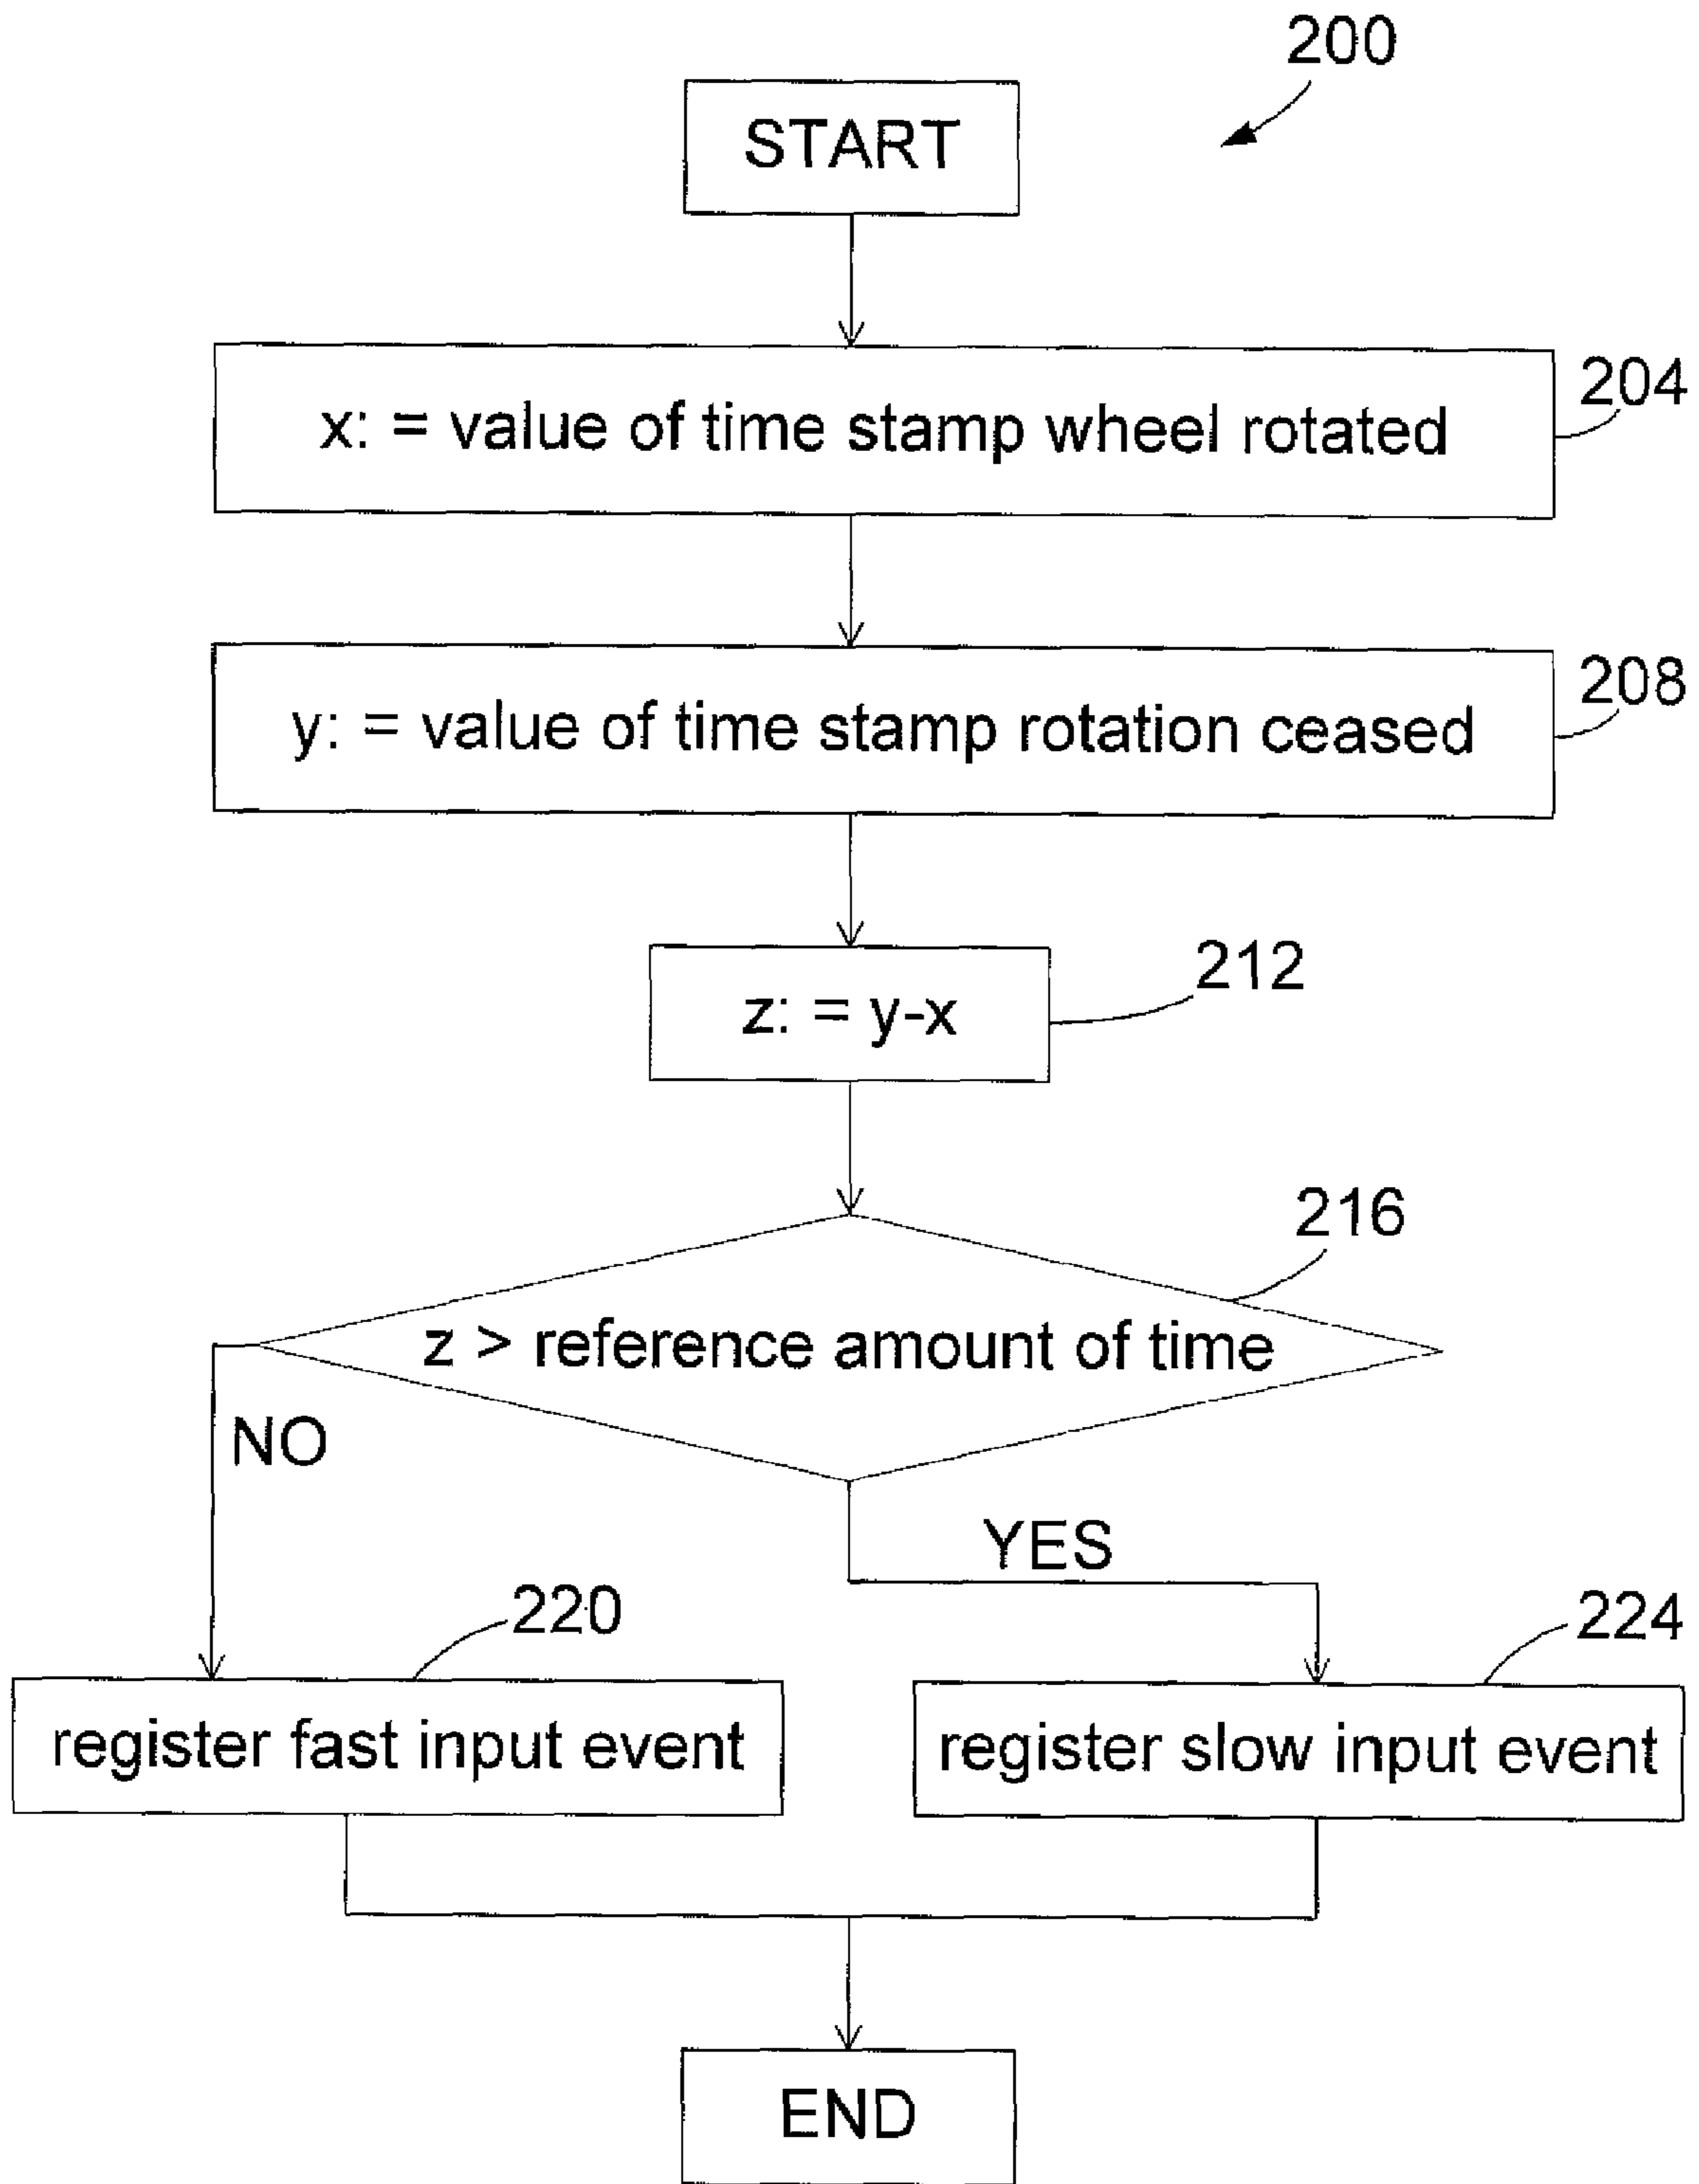 200
START
x: = value of time stamp wheel rotated
204
y: = value of time stamp rotation ceased
208
z: = y-x
212
216
z > reference amount of time
NO
YES
220
224
register fast input event
register slow input event
END